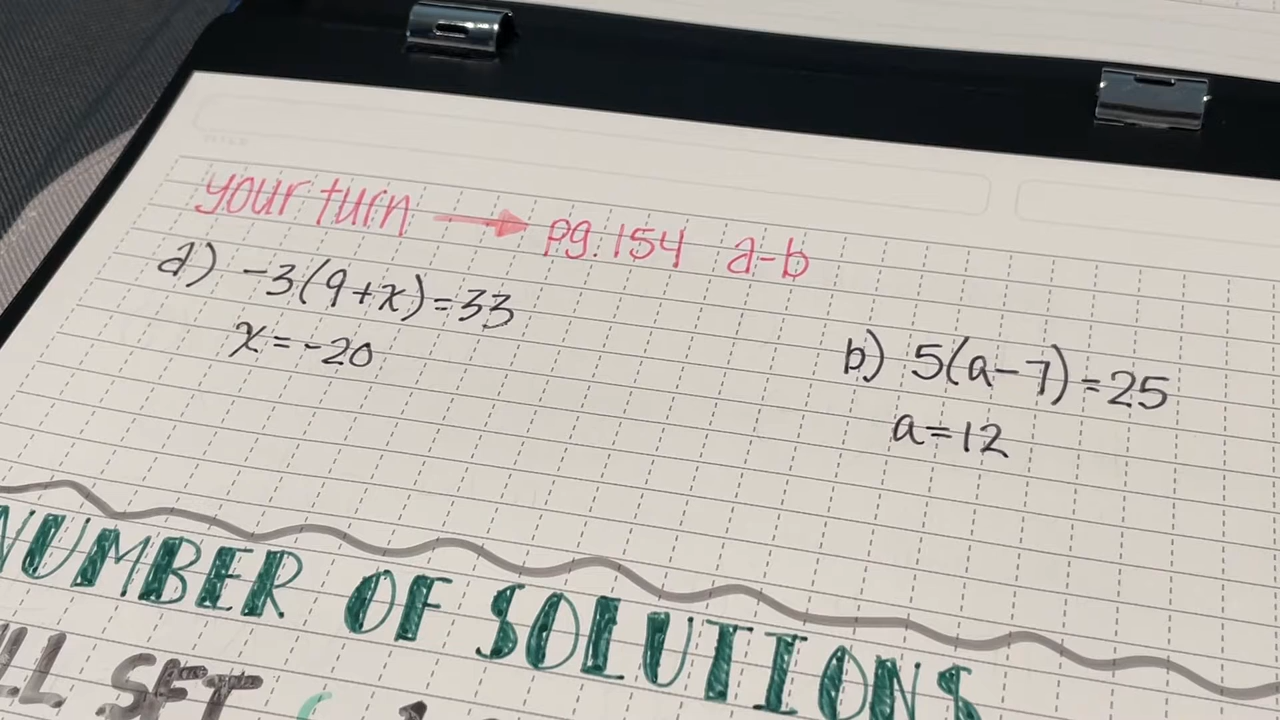 your turn → pg.154 a-b
a) -3(9+x)=33
x=-20
b) 5(a-7)=25
a=12
NUMBER OF SOLUTIONS